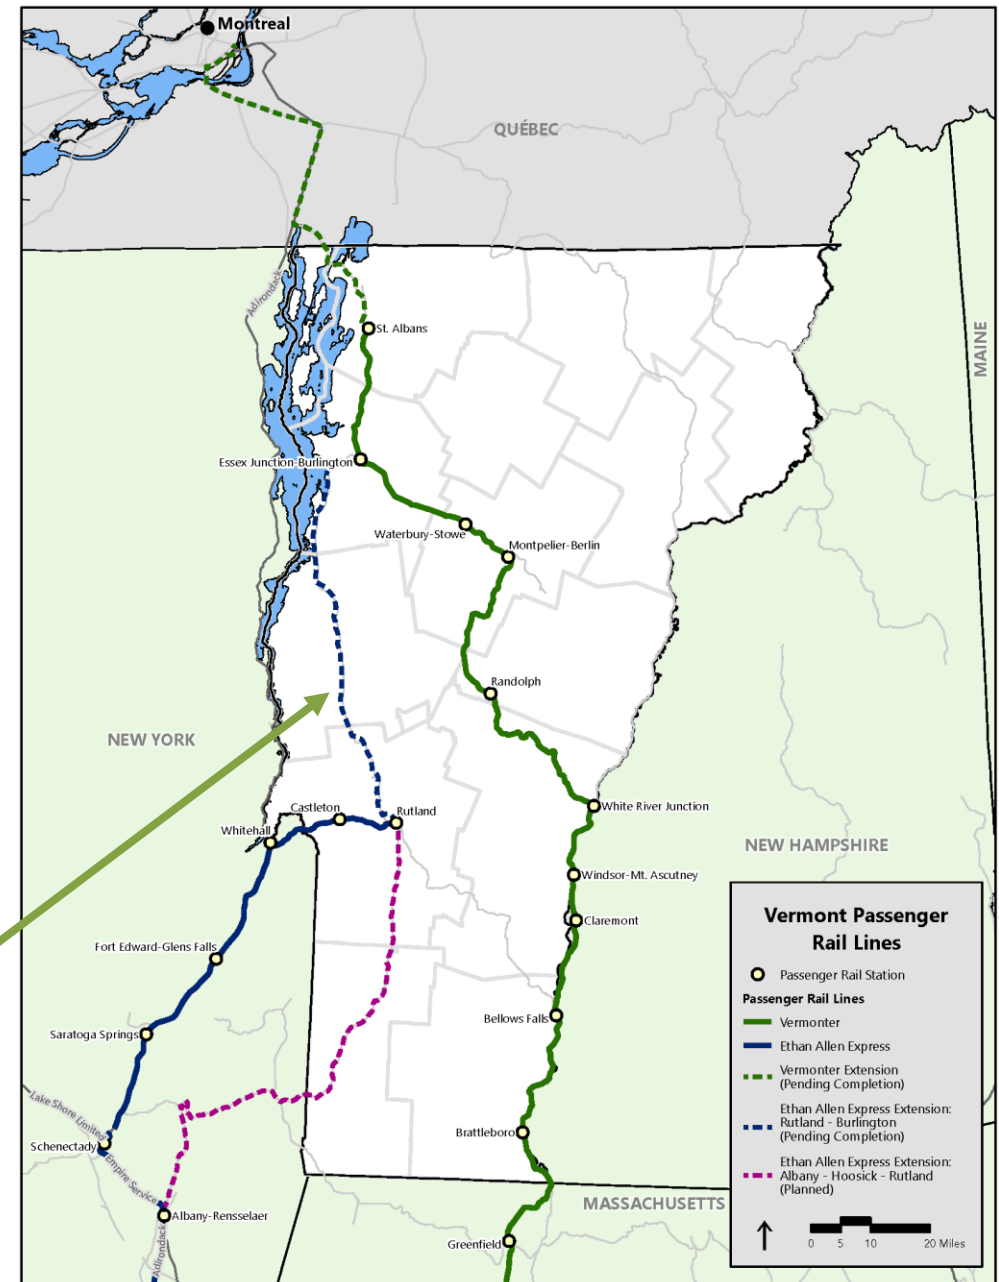 Montreal
QUÉBEC
Adirondack
St. Albans
MAINE
Essex Junction-Burlington
Waterbury-Stowe
Montpelier-Berlin
Randolph
NEW YORK
Castleton
Rutland
White River Junction
Whitehall
NEW HAMPSHIRE
Windsor-Mt. Ascutney
Claremont
Fort Edward-Glens Falls
Bellows Falls
Saratoga Springs
Lake Shore Limited
Schenectady
Brattleboro
Empire Service
MASSACHUSETTS
Albany-Rensselaer
Adirondack
Greenfield
Vermont Passenger
Rail Lines
Passenger Rail Station
Passenger Rail Lines
Vermonter
Ethan Allen Express
Vermonter Extension
(Pending Completion)
Ethan Allen Express Extension:
Rutland - Burlington
(Pending Completion)
Ethan Allen Express Extension:
Albany - Hoosick - Rutland
(Planned)
0 5 10 20 Miles